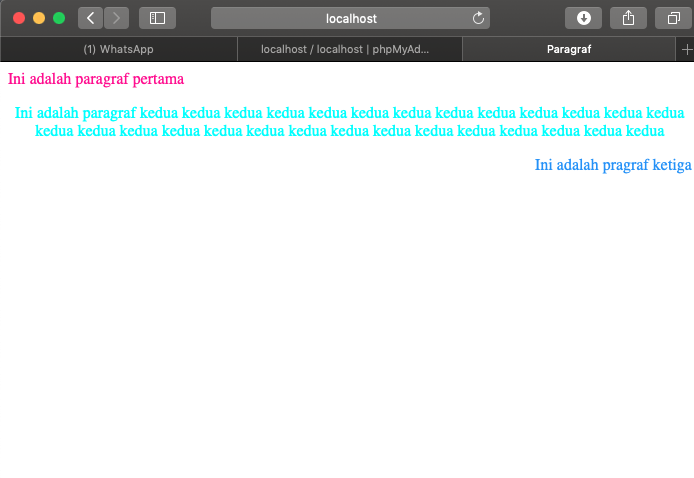 localhost
(1) WhatsApp
localhost / localhost | phpMyAd...
Paragraf
Ini adalah paragraf pertama
Ini adalah paragraf kedua kedua kedua kedua kedua kedua kedua kedua kedua kedua kedua kedua kedua
kedua kedua kedua kedua kedua kedua kedua kedua kedua kedua kedua kedua kedua kedua kedua
Ini adalah pragraf ketiga